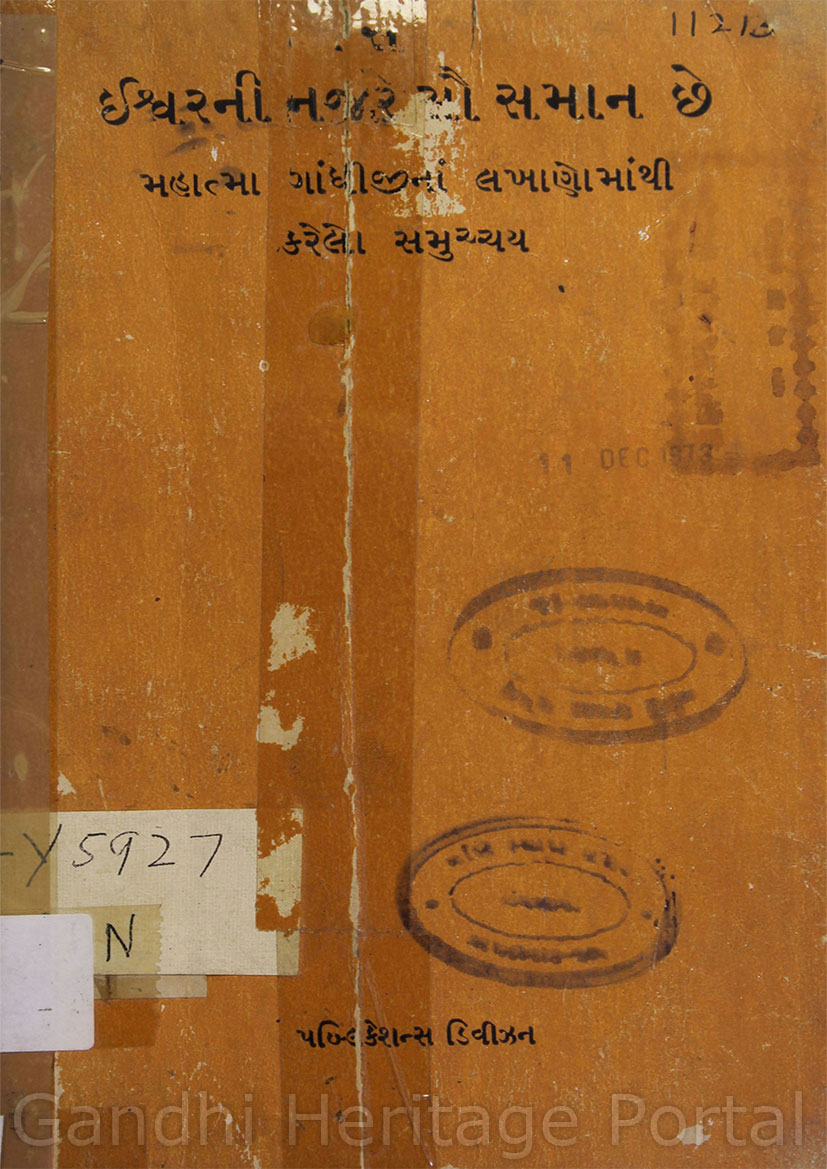 ઈશ્વરની નજરે સૌ સમાન છે
મહાત્મા ગાંધીજીનાં લખાણોમાંથી
કરેલો સમુચ્ચય
11 DEC 1973
Y5927
N
પબ્લિકેશન્સ ડિવીઝન
Gandhi Heritage Portal